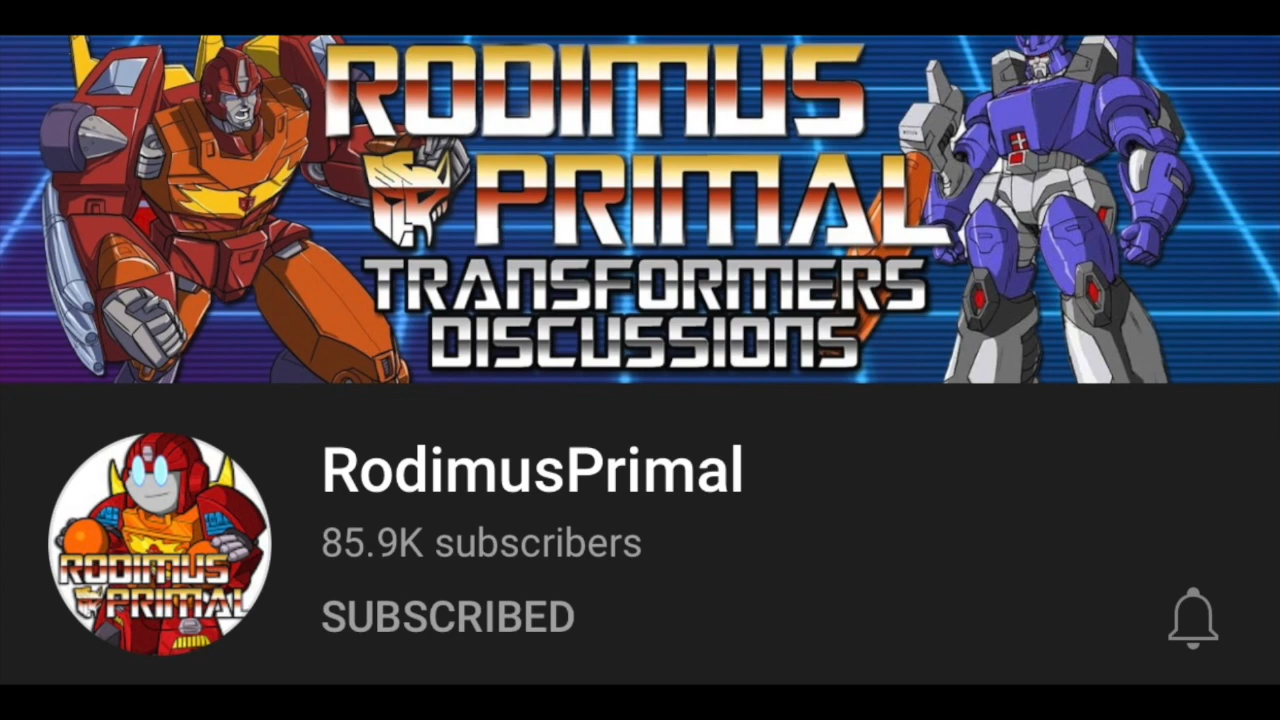 RODIMUS
PRIMAL
TRANSFORMERS
DISCUSSIONS
RodimusPrimal
85.9K subscribers
SUBSCRIBED
RODIMUS
PRIMAL